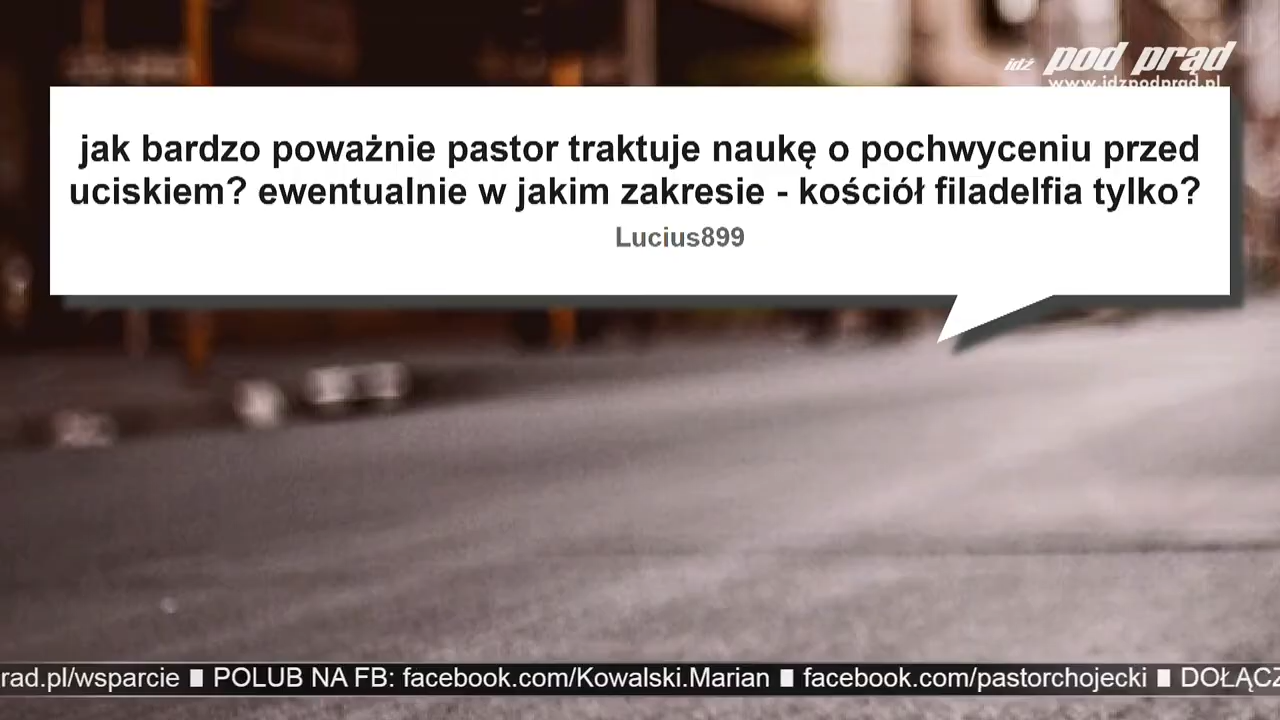 idź pod prąd
www.idzpodprad.pl
jak bardzo poważnie pastor traktuje naukę o pochwyceniu przed
uciskiem? ewentualnie w jakim zakresie - kościół filadelfia tylko?
Lucius899
rad.pl/wsparcie ■ POLUB NA FB: facebook.com/Kowalski.Marian ■ facebook.com/pastorchojecki ■ DOŁĄCZ